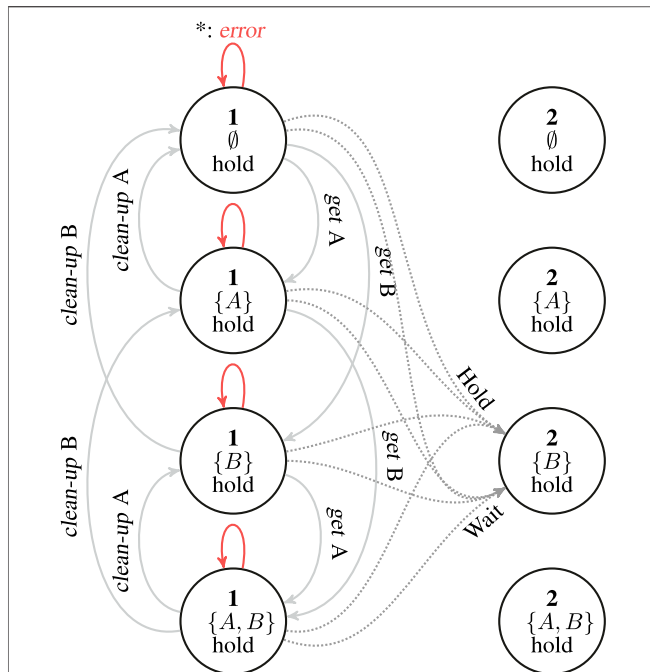 *: error
1
∅
hold
2
∅
hold
clean-up B
clean-up A
get A
get B
1
{A}
hold
2
{A}
hold
Hold
1
{B}
hold
2
{B}
hold
clean-up B
clean-up A
get B
get A
Wait
1
{A, B}
hold
2
{A, B}
hold